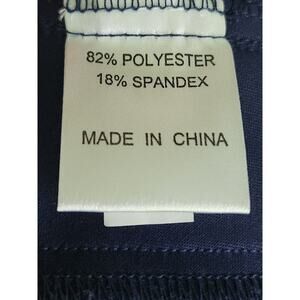 82% POLYESTER
18% SPANDEX
MADE IN CHINA